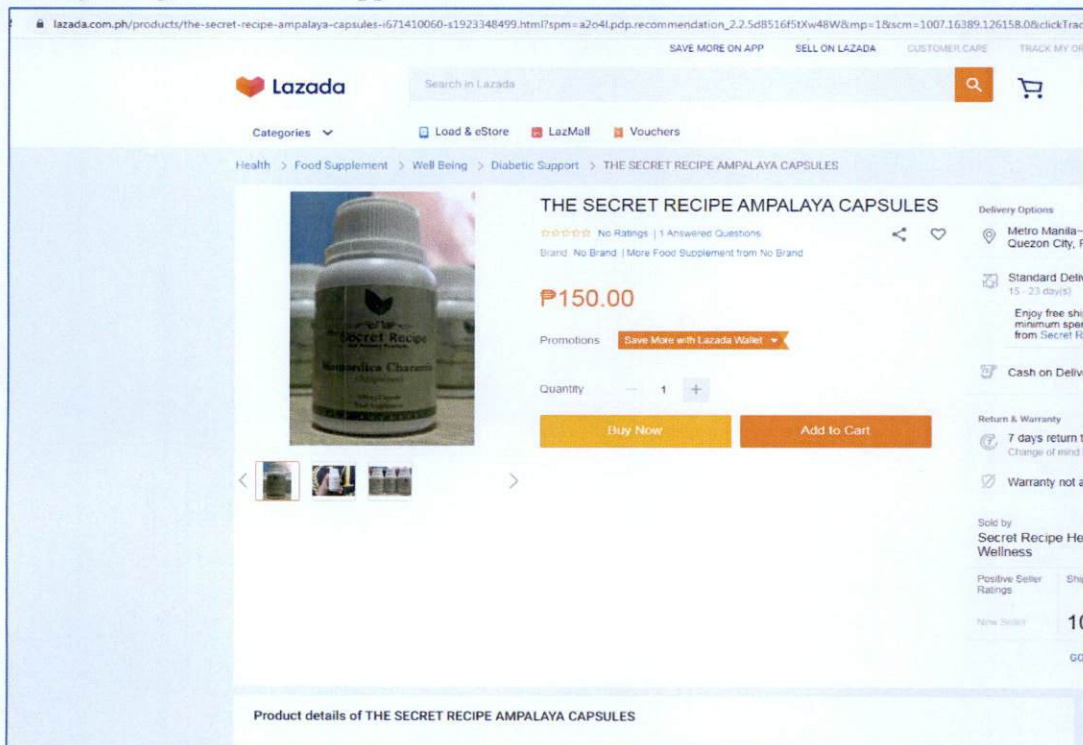 lazada.com.ph/products/the-secret-recipe-ampalaya-capsules-i671410060-s1923348499.html?spm=a2o4l.pdp.recommendation_2.2.5d8516f5tXw48W&mp=1&scm=1007.16389.126158.0&clickTrac
SAVE MORE ON APP SELL ON LAZADA CUSTOMER CARE TRACK MY OR
Lazada
Search in Lazada
Categories Load & eStore LazMall Vouchers
Health > Food Supplement > Well Being > Diabetic Support > THE SECRET RECIPE AMPALAYA CAPSULES
THE SECRET RECIPE AMPALAYA CAPSULES
No Ratings | 1 Answered Questions
Brand: No Brand | More Food Supplement from No Brand
₱150.00
Promotions Save More with Lazada Wallet
Quantity 1 +
Buy Now Add to Cart
Secret Recipe
Momordica Charantia
Delivery Options
Metro Manila~
Quezon City, P
Standard Deliv
15 - 23 day(s)
Enjoy free ship
minimum spen
from Secret R
Cash on Delive
Return & Warranty
7 days return t
Change of mind
Warranty not a
Sold by
Secret Recipe He
Wellness
Positive Seller
Ratings
Ship
New Seller
10
GO
Product details of THE SECRET RECIPE AMPALAYA CAPSULES